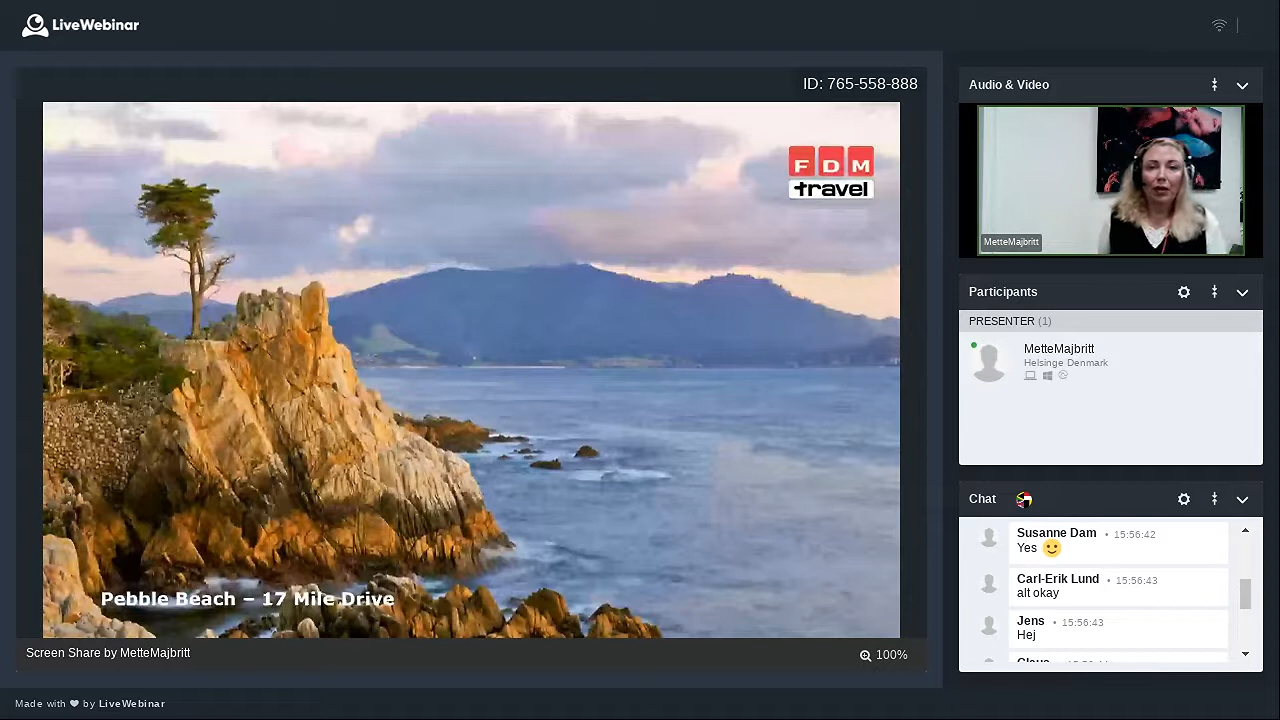 LiveWebinar
ID: 765-558-888
FDM
travel
Pebble Beach – 17 Mile Drive
Screen Share by MetteMajbritt
100%
Audio & Video
MetteMajbritt
Participants
PRESENTER (1)
MetteMajbritt
Helsinge Denmark
Chat
Susanne Dam • 15:56:42
Yes
Carl-Erik Lund • 15:56:43
alt okay
Jens • 15:56:43
Hej
Made with ❤ by LiveWebinar